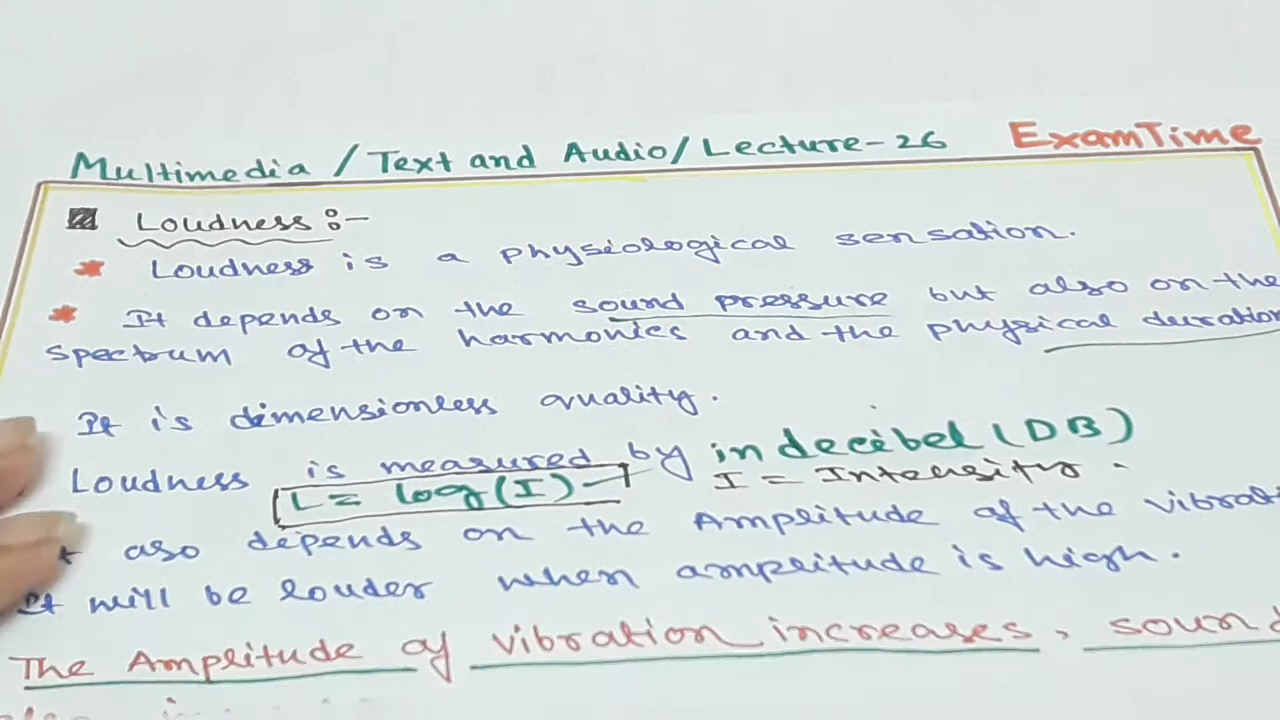 Multimedia / Text and Audio / Lecture-26 ExamTime
Loudness :-
* Loudness is a physiological sensation.
* It depends on the sound pressure but also on the
spectrum of the harmonics and the physical duration
It is dimensionless quality.
Loudness is measured by in decibel (DB)
L = log(I) I = Intensity.
* aso depends on the Amplitude of the vibrati
It will be louder when amplitude is high.
The Amplitude of vibration increases, sound